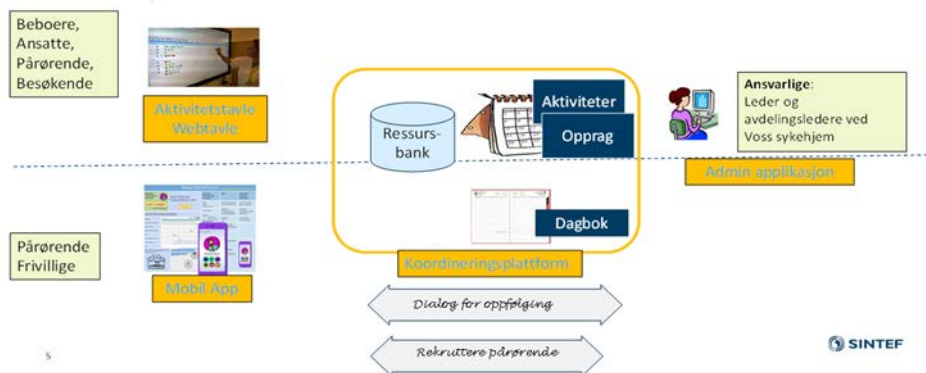 Beboere,
Ansatte,
Pårørende,
Besøkende
Aktivitetstavle
Webtavle
Ressurs-
bank
Aktiviteter
Opprag
Ansvarlige:
Leder og
avdelingsledere ved
Voss sykehjem
Admin applikasjon
Pårørende
Frivillige
Mobil App
Dagbok
Koordineringsplattform
Dialog for oppfølging
Rekruttere pårørende
5
SINTEF